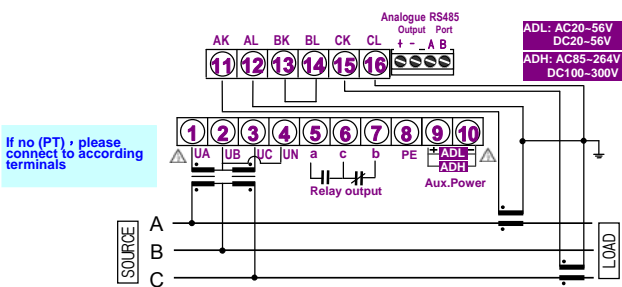 Analogue RS485
Output Port
+ - _ A B
ADL: AC20~56V
DC20~56V
ADH: AC85~264V
DC100~300V
AK AL BK BL CK CL
11 12 13 14 15 16
1 2 3 4 5 6 7 8 9 10
UA UB UC UN a c b PE + ADL -
ADH
Relay output
Aux.Power
If no (PT)，please
connect to according
terminals
SOURCE
A
B
C
LOAD